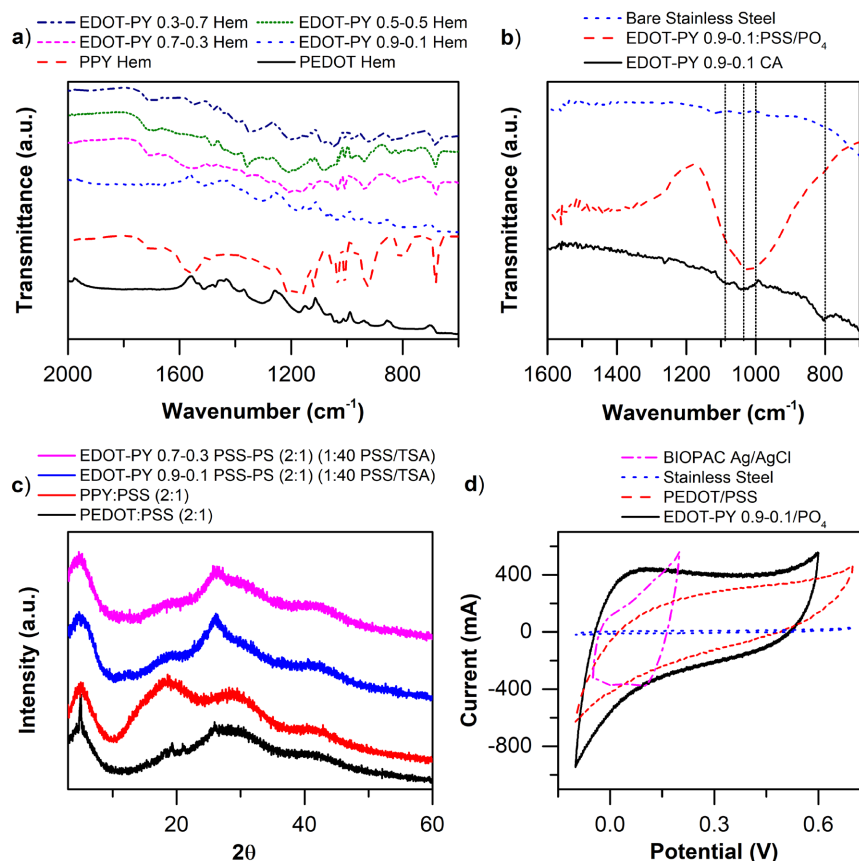 a)
EDOT-PY 0.3-0.7 Hem
EDOT-PY 0.5-0.5 Hem
EDOT-PY 0.7-0.3 Hem
EDOT-PY 0.9-0.1 Hem
PPY Hem
PEDOT Hem
Transmittance (a.u.)
2000 1600 1200 800
Wavenumber (cm⁻¹)
b)
Bare Stainless Steel
EDOT-PY 0.9-0.1:PSS/PO₄
EDOT-PY 0.9-0.1 CA
Transmittance (a.u.)
1600 1400 1200 1000 800
Wavenumber (cm⁻¹)
c)
EDOT-PY 0.7-0.3 PSS-PS (2:1) (1:40 PSS/TSA)
EDOT-PY 0.9-0.1 PSS-PS (2:1) (1:40 PSS/TSA)
PPY:PSS (2:1)
PEDOT:PSS (2:1)
Intensity (a.u.)
20 40 60
2θ
d)
BIOPAC Ag/AgCl
Stainless Steel
PEDOT/PSS
EDOT-PY 0.9-0.1/PO₄
Current (mA)
400
0
-400
-800
0.0 0.3 0.6
Potential (V)